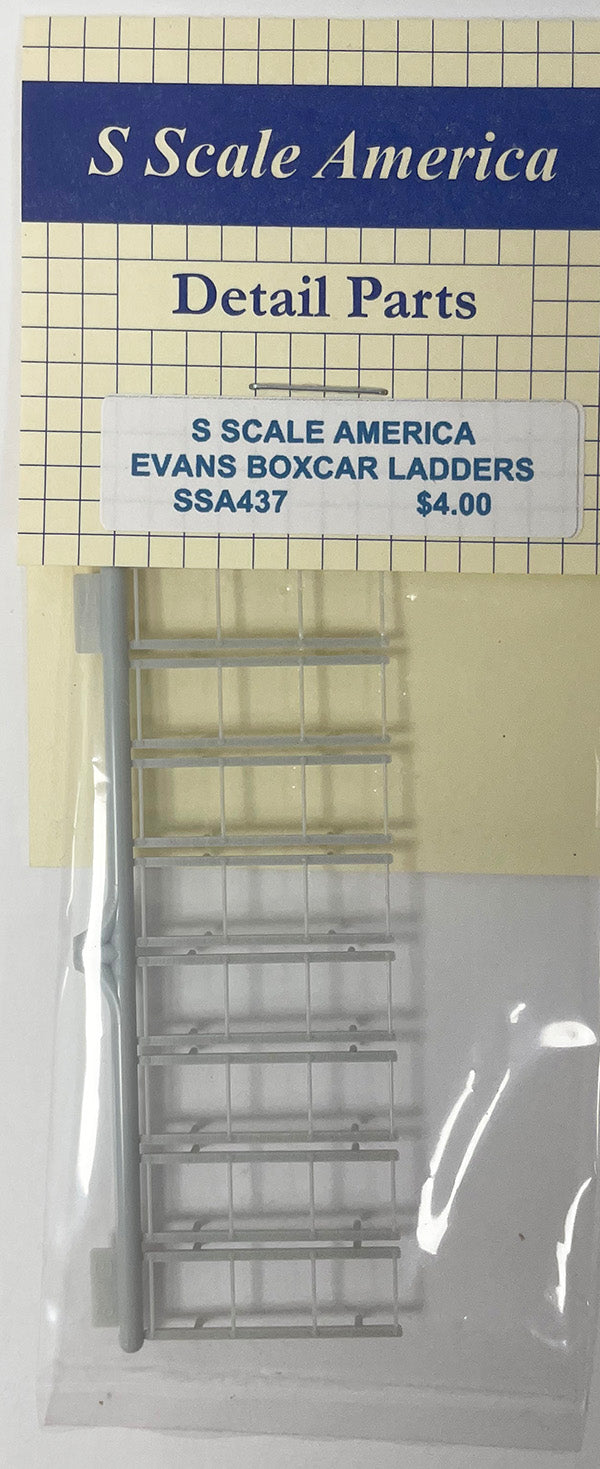 S Scale America
Detail Parts
S SCALE AMERICA
EVANS BOXCAR LADDERS
SSA437 $4.00